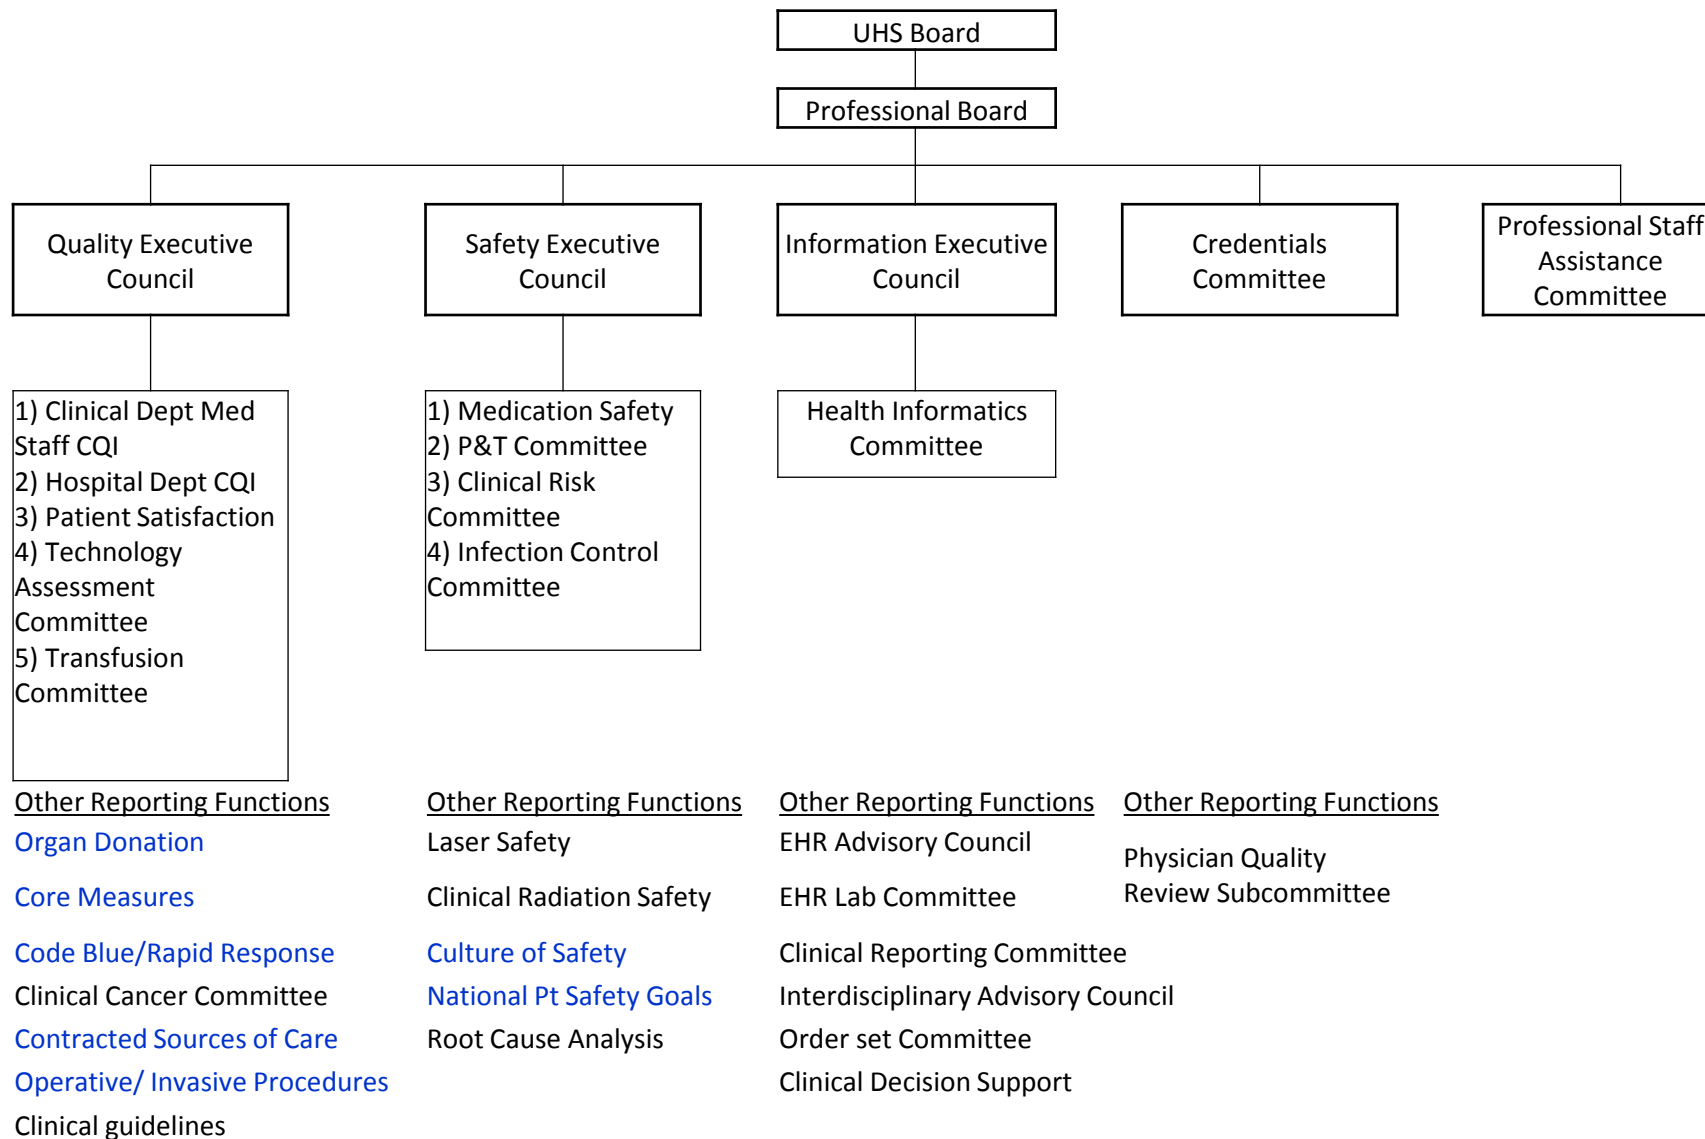 UHS Board
Professional Board
Quality Executive
Council
Safety Executive
Council
Information Executive
Council
Credentials
Committee
Professional Staff
Assistance
Committee
1) Clinical Dept Med
Staff CQI
2) Hospital Dept CQI
3) Patient Satisfaction
4) Technology
Assessment
Committee
5) Transfusion
Committee
1) Medication Safety
2) P&T Committee
3) Clinical Risk
Committee
4) Infection Control
Committee
Health Informatics
Committee
Other Reporting Functions
Organ Donation
Core Measures
Code Blue/Rapid Response
Clinical Cancer Committee
Contracted Sources of Care
Operative/ Invasive Procedures
Clinical guidelines
Other Reporting Functions
Laser Safety
Clinical Radiation Safety
Culture of Safety
National Pt Safety Goals
Root Cause Analysis
Other Reporting Functions
EHR Advisory Council
EHR Lab Committee
Clinical Reporting Committee
Interdisciplinary Advisory Council
Order set Committee
Clinical Decision Support
Other Reporting Functions
Physician Quality
Review Subcommittee